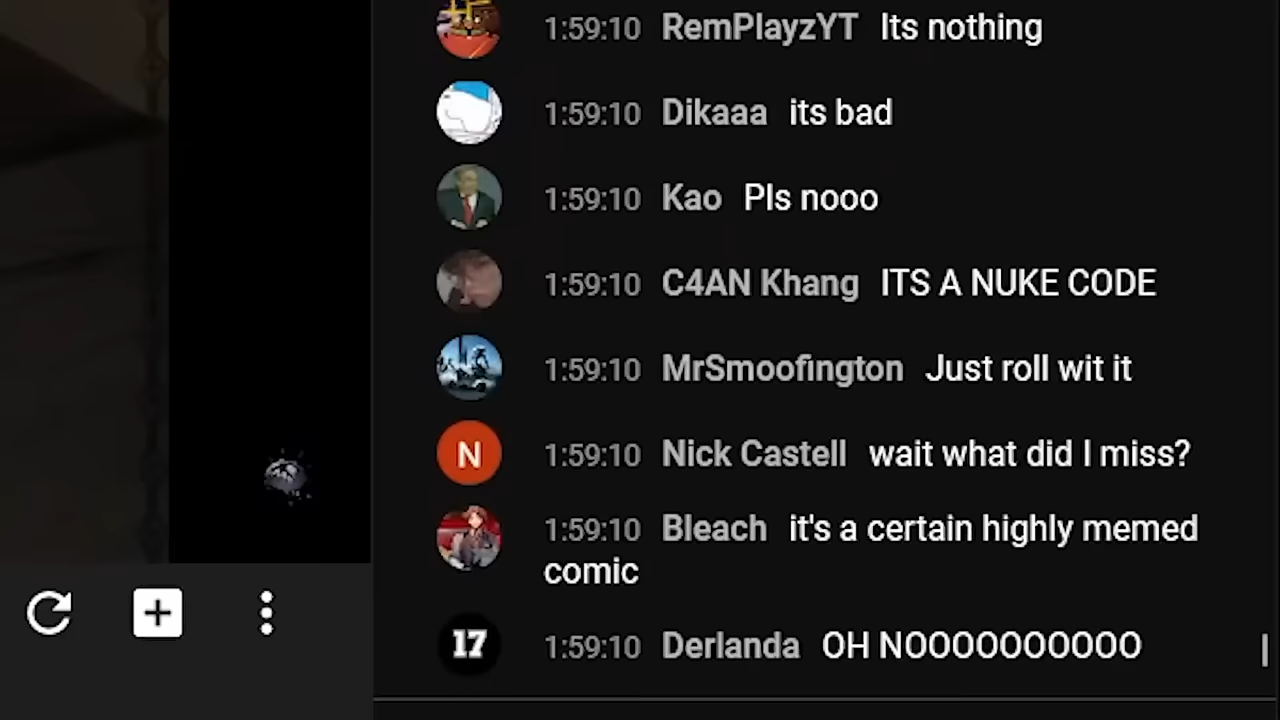 1:59:10 RemPlayzYT Its nothing
1:59:10 Dikaaa its bad
1:59:10 Kao Pls nooo
1:59:10 C4AN Khang ITS A NUKE CODE
1:59:10 MrSmoofington Just roll wit it
N 1:59:10 Nick Castell wait what did I miss?
1:59:10 Bleach it's a certain highly memed
comic
17 1:59:10 Derlanda OH NOOOOOOOOOO